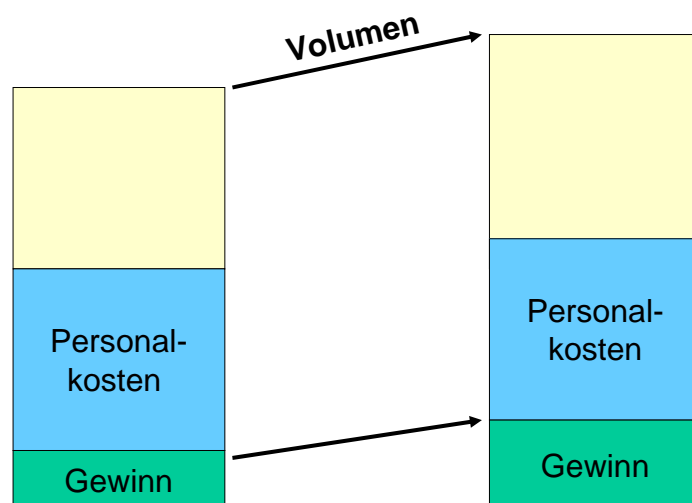 Volumen
Personal-
kosten
Gewinn
Personal-
kosten
Gewinn